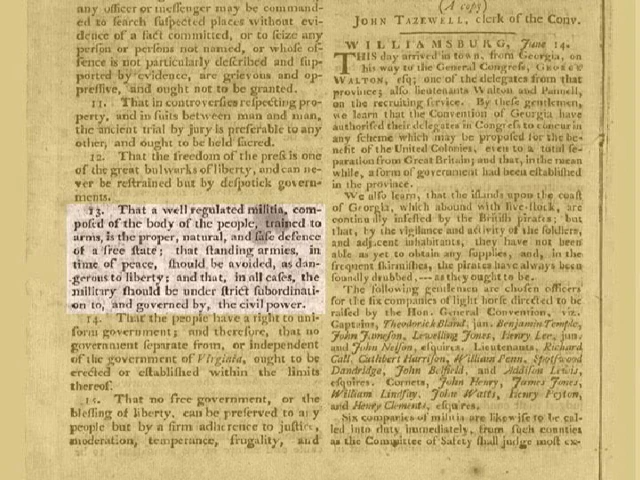 any officer or messenger may be command-
ed to search suspected places without evi-
dence of a fact committed, or to seize any
person or persons not named, or whose of-
fence is not particularly described and sup-
ported by evidence, are grievous and op-
pressive, and ought not to be granted.
11. That in controversies respecting pro-
perty, and in suits between man and man,
the ancient trial by jury is preferable to any
other, and ought to be held sacred.
12. That the freedom of the press is one
of the great bulwarks of liberty, and can ne-
ver be restrained but by despotick govern-
ments.
13. That a well regulated militia, com-
posed of the body of the people, trained to
arms, is the proper, natural, and safe defence
of a free state; that standing armies, in
time of peace, should be avoided, as dan-
gerous to liberty; and that, in all cases, the
military should be under strict subordinati-
on to, and governed by, the civil power.
14. That the people have a right to uni-
form government; and therefore, that no
government separate from, or independent
of the government of Virginia, ought to be
erected or established within the limits
thereof.
15. That no free government, or the
blessing of liberty, can be preserved to any
people but by a firm adherence to justice,
moderation, temperance, frugality, and
(A copy)
JOHN TAZEWELL, clerk of the Conv.
WILLIAMSBURG, June 14.
THIS day arrived in town, from Georgia, on
his way to the General Congress, GEORGE
WALTON, esq; one of the delegates from that
province; also lieutenants Walton and Pannell,
on the recruiting service. By these gentlemen,
we learn that the Convention of Georgia have
authorised their delegates in Congress to concur in
any scheme which may be proposed for the be-
nefit of the United Colonies, even to a total se-
paration from Great Britain; and that, in the mean
while, a form of government had been established
in the province.
We also learn, that the islands upon the coast
of Georgia, which abound with live-stock, are
continually infested by the British pirates; but
that, by the vigilance and activity of the soldiers,
and adjacent inhabitants, they have not been
able as yet to obtain any supplies, and, in the
frequent skirmishes, the pirates have always been
soundly drubbed,—as they ought to be.
The following gentlemen are chosen officers
for the six companies of light horse directed to be
raised by the Hon. General Convention, viz.
Captains, Theodorick Bland, jun. Benjamin Temple,
John Jameson, Lewelling Jones, Henry Lee, jun.
and John Nelson, esquires. Lieutenants, Richard
Call, Cuthbert Harrison, William Penn, Spotswood
Dandridge, John Belfield, and Addison Lewis,
esquires. Cornets, John Henry, James Jones,
William Lindsay, John Watts, Henry Peyton,
and Henry Clements, esquires.
Six companies of militia are likewise to be cal-
led into duty immediately, from such counties
as the Committee of Safety shall judge most ex-